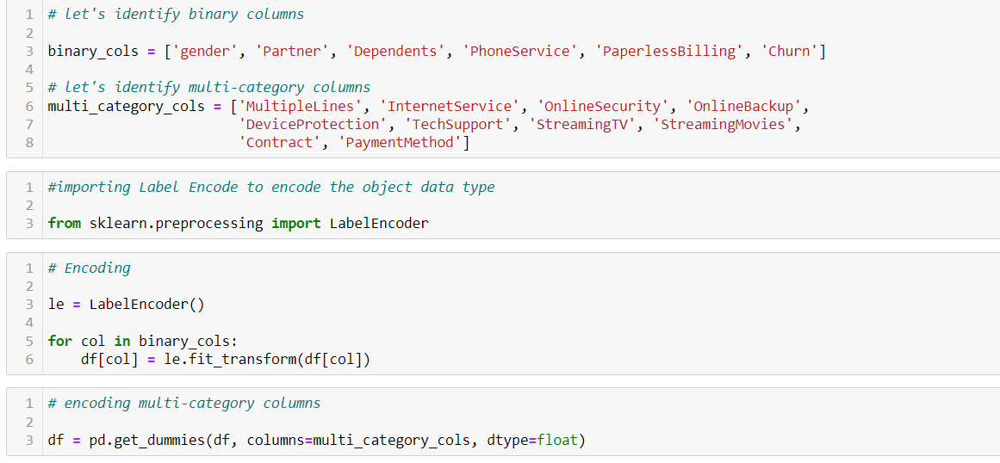 1 # let's identify binary columns
2
3 binary_cols = ['gender', 'Partner', 'Dependents', 'PhoneService', 'PaperlessBilling', 'Churn']
4
5 # let's identify multi-category columns
6 multi_category_cols = ['MultipleLines', 'InternetService', 'OnlineSecurity', 'OnlineBackup',
7                        'DeviceProtection', 'TechSupport', 'StreamingTV', 'StreamingMovies',
8                        'Contract', 'PaymentMethod']
1 #importing Label Encode to encode the object data type
2
3 from sklearn.preprocessing import LabelEncoder
1 # Encoding
2
3 le = LabelEncoder()
4
5 for col in binary_cols:
6     df[col] = le.fit_transform(df[col])
1 # encoding multi-category columns
2
3 df = pd.get_dummies(df, columns=multi_category_cols, dtype=float)